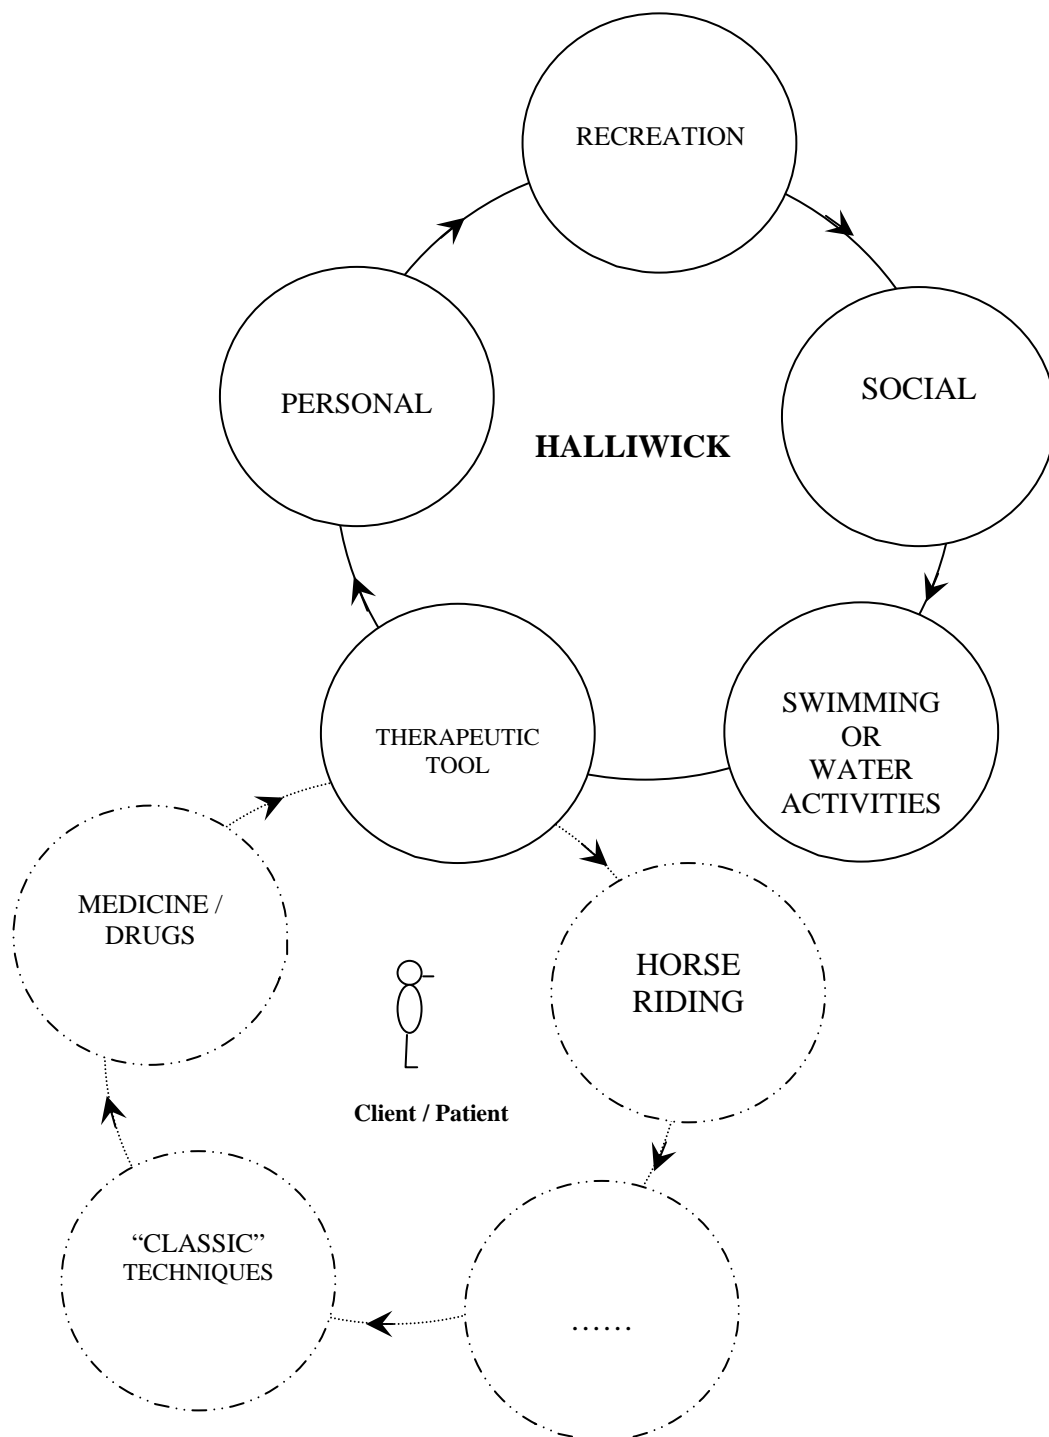 RECREATION
PERSONAL
SOCIAL
HALLIWICK
THERAPEUTIC
TOOL
SWIMMING
OR
WATER
ACTIVITIES
MEDICINE /
DRUGS
HORSE
RIDING
Client / Patient
“CLASSIC”
TECHNIQUES
……